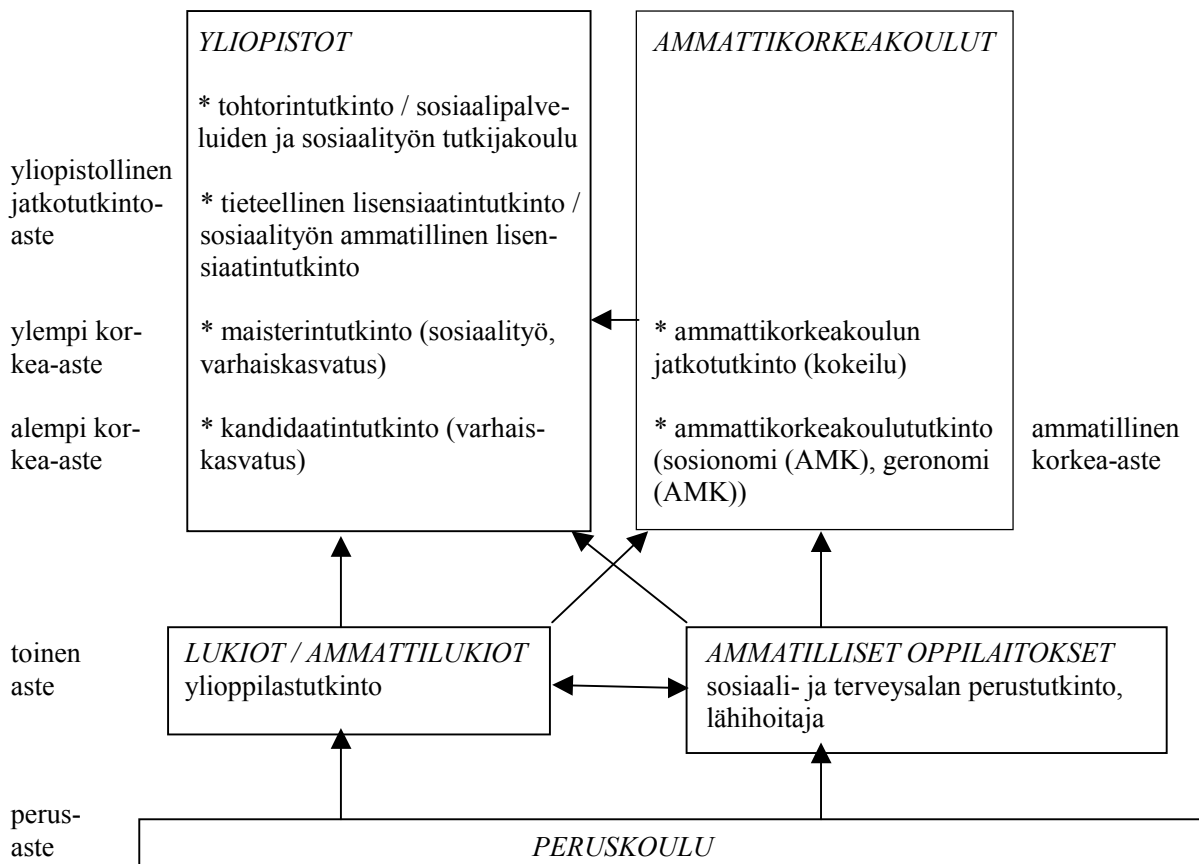 YLIOPISTOT
* tohtorintutkinto / sosiaalipalve-
luiden ja sosiaalityön tutkijakoulu
* tieteellinen lisensiaatintutkinto /
sosiaalityön ammatillinen lisen-
siaatintutkinto
* maisterintutkinto (sosiaalityö,
varhaiskasvatus)
* kandidaatintutkinto (varhais-
kasvatus)
AMMATTIKORKEAKOULUT
* ammattikorkeakoulun
jatkotutkinto (kokeilu)
* ammattikorkeakoulututkinto
(sosionomi (AMK), geronomi
(AMK))
yliopistollinen
jatkotutkinto-
aste
ylempi kor-
kea-aste
alempi kor-
kea-aste
ammatillinen
korkea-aste
toinen
aste
LUKIOT / AMMATTILUKIOT
ylioppilastutkinto
AMMATILLISET OPPILAITOKSET
sosiaali- ja terveysalan perustutkinto,
lähihoitaja
perus-
aste
PERUSKOULU